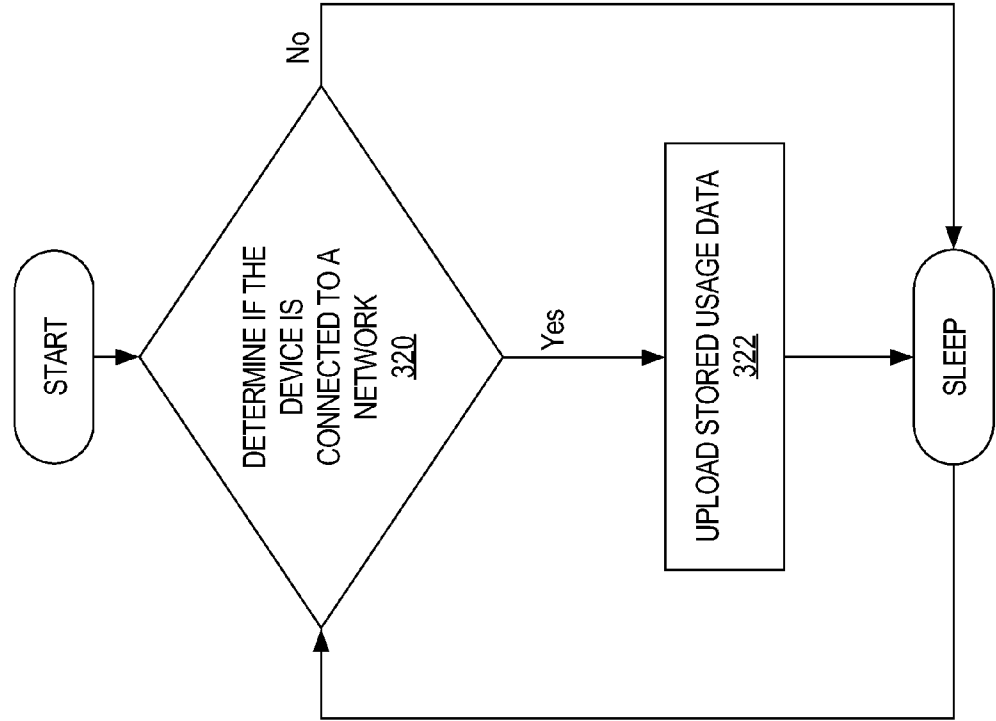 START
DETERMINE IF THE
DEVICE IS
CONNECTED TO A
NETWORK
320
No
Yes
UPLOAD STORED USAGE DATA
322
SLEEP